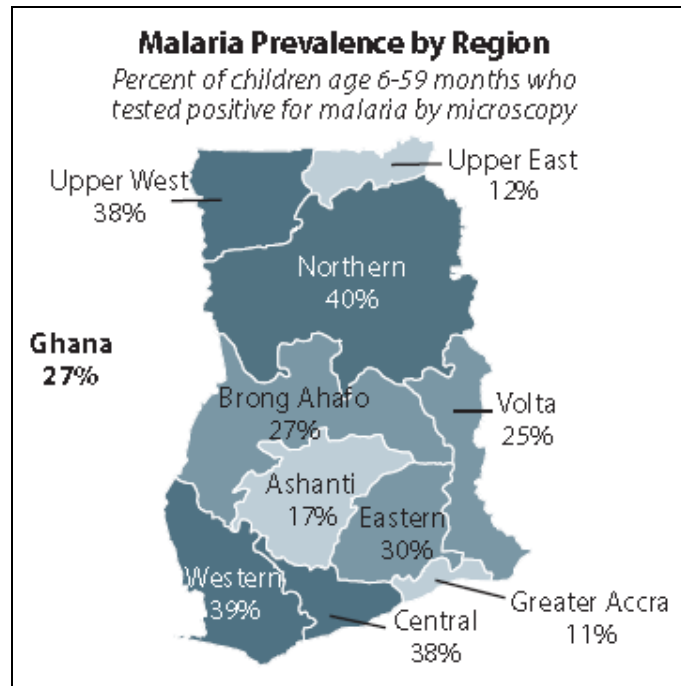 Malaria Prevalence by Region
Percent of children age 6-59 months who
tested positive for malaria by microscopy
Upper East
12%
Upper West
38%
Northern
40%
Ghana
27%
Brong Ahafo
27%
Volta
25%
Ashanti
17%
Eastern
30%
Western
39%
Central
38%
Greater Accra
11%